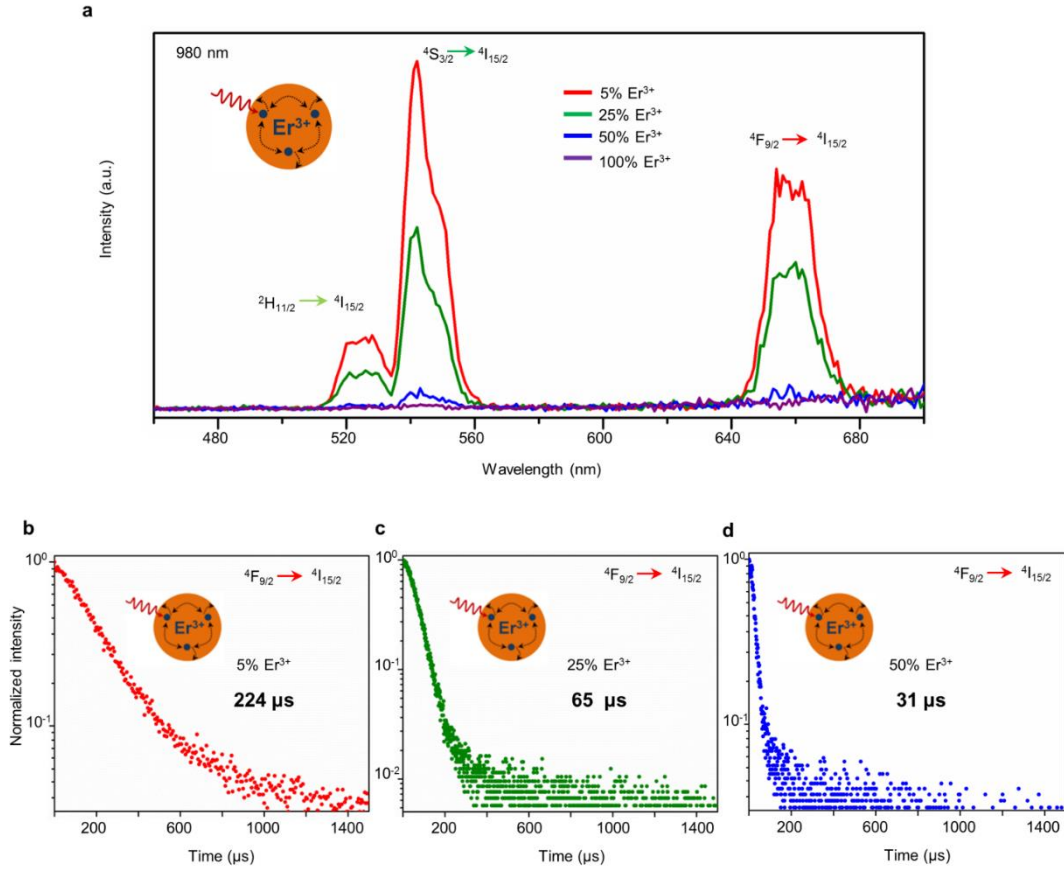 a
980 nm
⁴S₃/₂ → ⁴I₁₅/₂
Er³⁺
5% Er³⁺
25% Er³⁺
50% Er³⁺
100% Er³⁺
⁴F₉/₂ → ⁴I₁₅/₂
²H₁₁/₂ → ⁴I₁₅/₂
Intensity (a.u.)
480 520 560 600 640 680
Wavelength (nm)
b
10⁰
⁴F₉/₂ → ⁴I₁₅/₂
Er³⁺
5% Er³⁺
224 µs
10⁻¹
Normalized intensity
200 600 1000 1400
Time (µs)
c
10⁰
⁴F₉/₂ → ⁴I₁₅/₂
Er³⁺
10⁻¹
25% Er³⁺
65 µs
10⁻²
200 600 1000 1400
Time (µs)
d
10⁰
⁴F₉/₂ → ⁴I₁₅/₂
Er³⁺
50% Er³⁺
31 µs
10⁻¹
200 600 1000 1400
Time (µs)